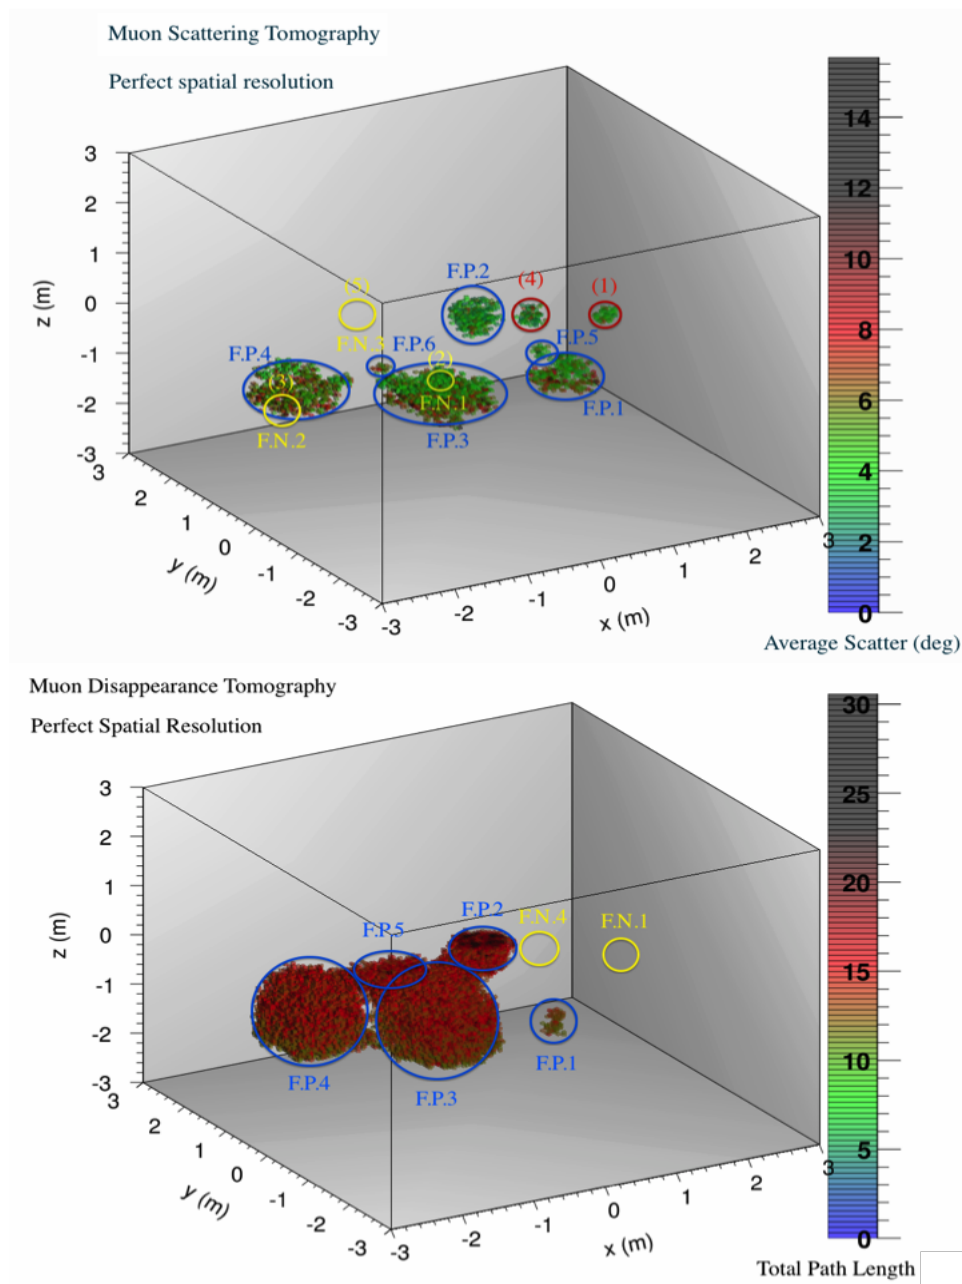 Muon Scattering Tomography
Perfect spatial resolution
14
12
10
8
6
4
2
0
Average Scatter (deg)
3
2
1
0
-1
-2
-3
z (m)
F.P.2
(4)
(1)
(5)
F.N.3
F.P.6
F.P.5
F.P.4
(2)
(3)
F.N.1
F.P.1
F.N.2
F.P.3
3
2
1
0
-1
-2
-3
y (m)
-3
-2
-1
0
1
2
3
x (m)
Muon Disappearance Tomography
Perfect Spatial Resolution
30
25
20
15
10
5
0
Total Path Length
3
2
1
0
-1
-2
-3
z (m)
F.P.2
F.N.4
F.N.1
F.P.5
F.P.1
F.P.4
F.P.3
3
2
1
0
-1
-2
-3
y (m)
-3
-2
-1
0
1
2
3
x (m)